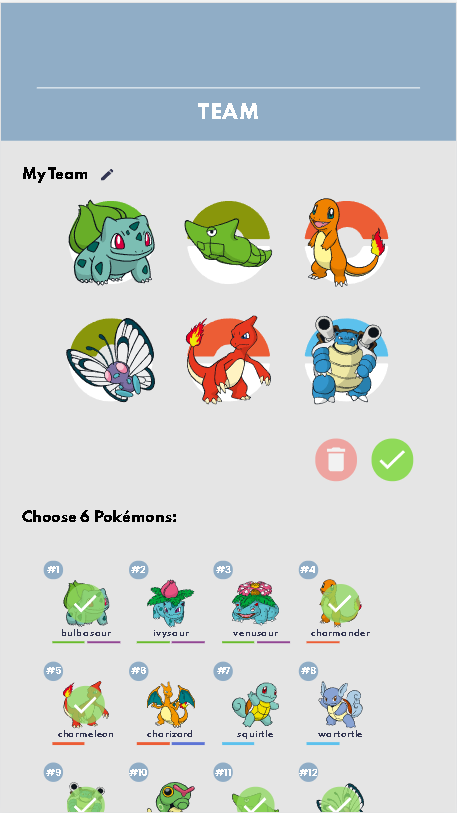 TEAM
My Team
Choose 6 Pokémons:
#1 #2 #3 #4
bulbasaur ivysaur venusaur charmander
#5 #6 #7 #8
charmeleon charizard squirtle wartortle
#9 #10 #11 #12